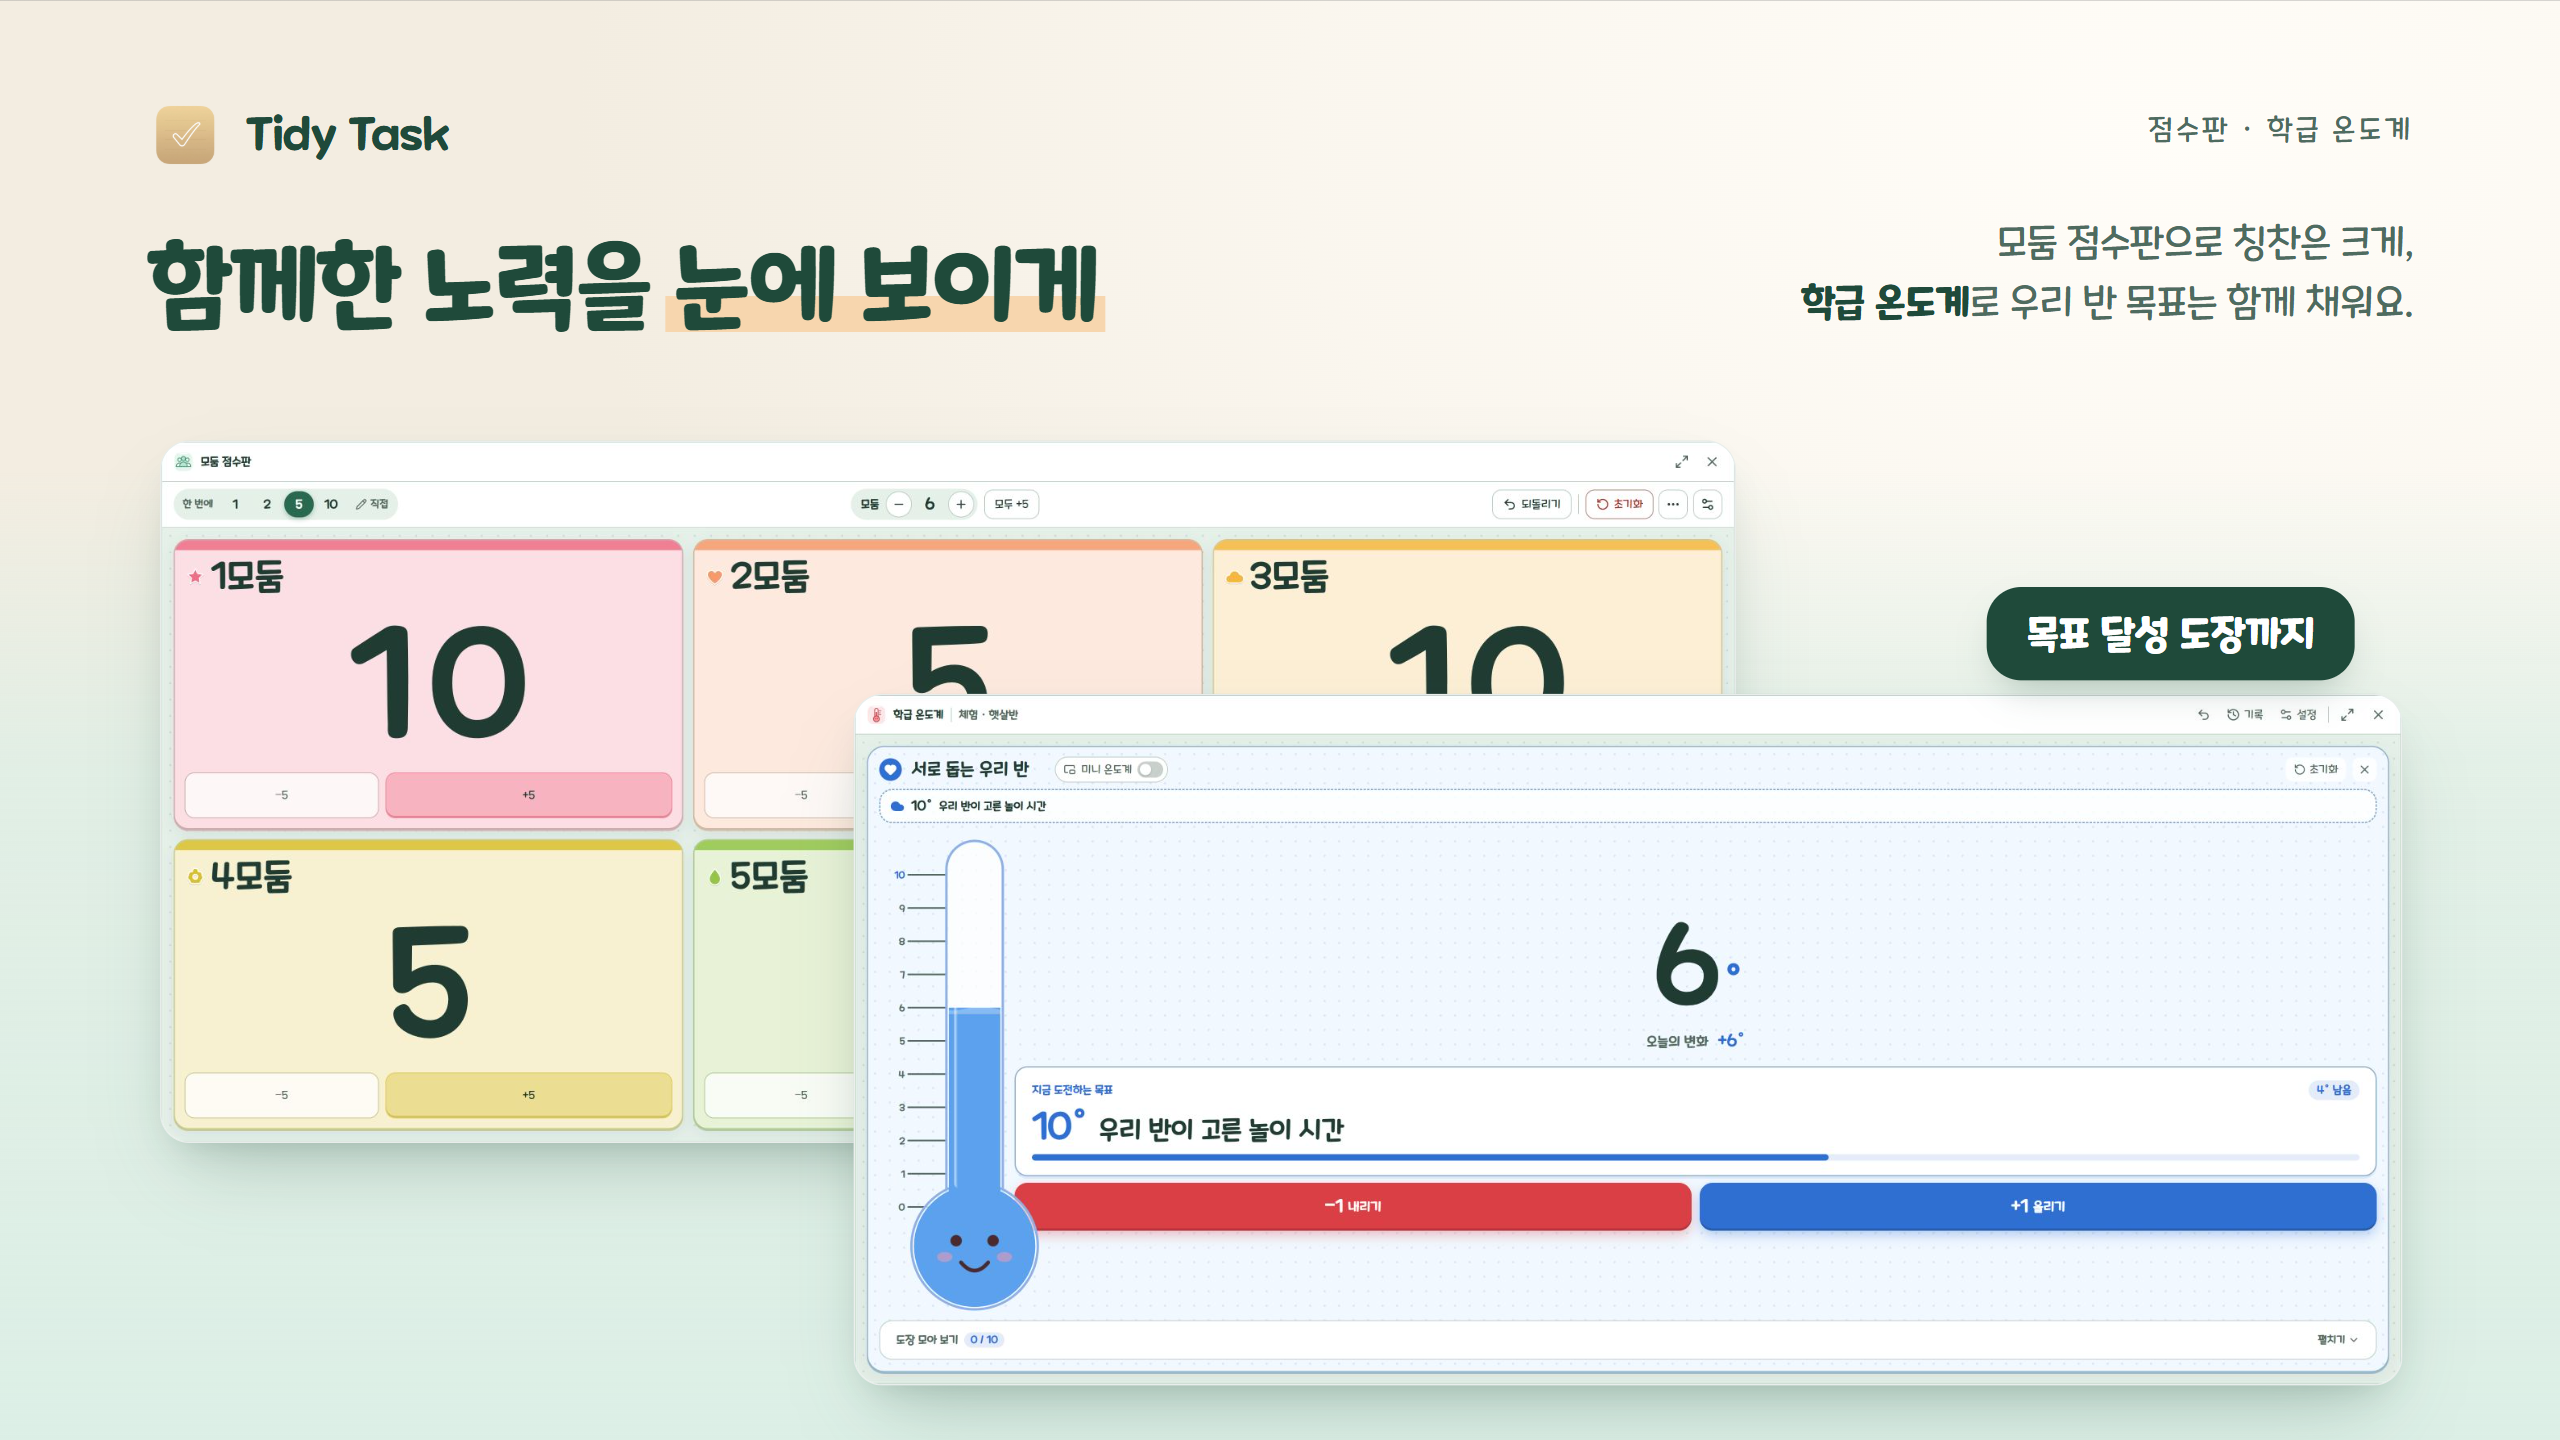 Tidy Task
점수판 · 학급 온도계
함께한 노력을 눈에 보이게
모둠 점수판으로 칭찬은 크게,
학급 온도계로 우리 반 목표는 함께 채워요.
모둠 점수판
한 번에 1 2 5 10 직접
모둠 − 6 + 모두 +5
되돌리기 초기화
1모둠
10
−5 +5
2모둠
5
−5
3모둠
10
4모둠
5
−5 +5
5모둠
−5
목표 달성 도장까지
학급 온도계 체험 · 햇살반
기록 설정
서로 돕는 우리 반 미니 온도계
초기화
10° 우리 반이 고른 놀이 시간
10
9
8
7
6
5
4
3
2
1
0
6°
오늘의 변화 +6°
지금 도전하는 목표
4° 남음
10° 우리 반이 고른 놀이 시간
−1 내리기
+1 올리기
도장 모아 보기 0 / 10
펼치기